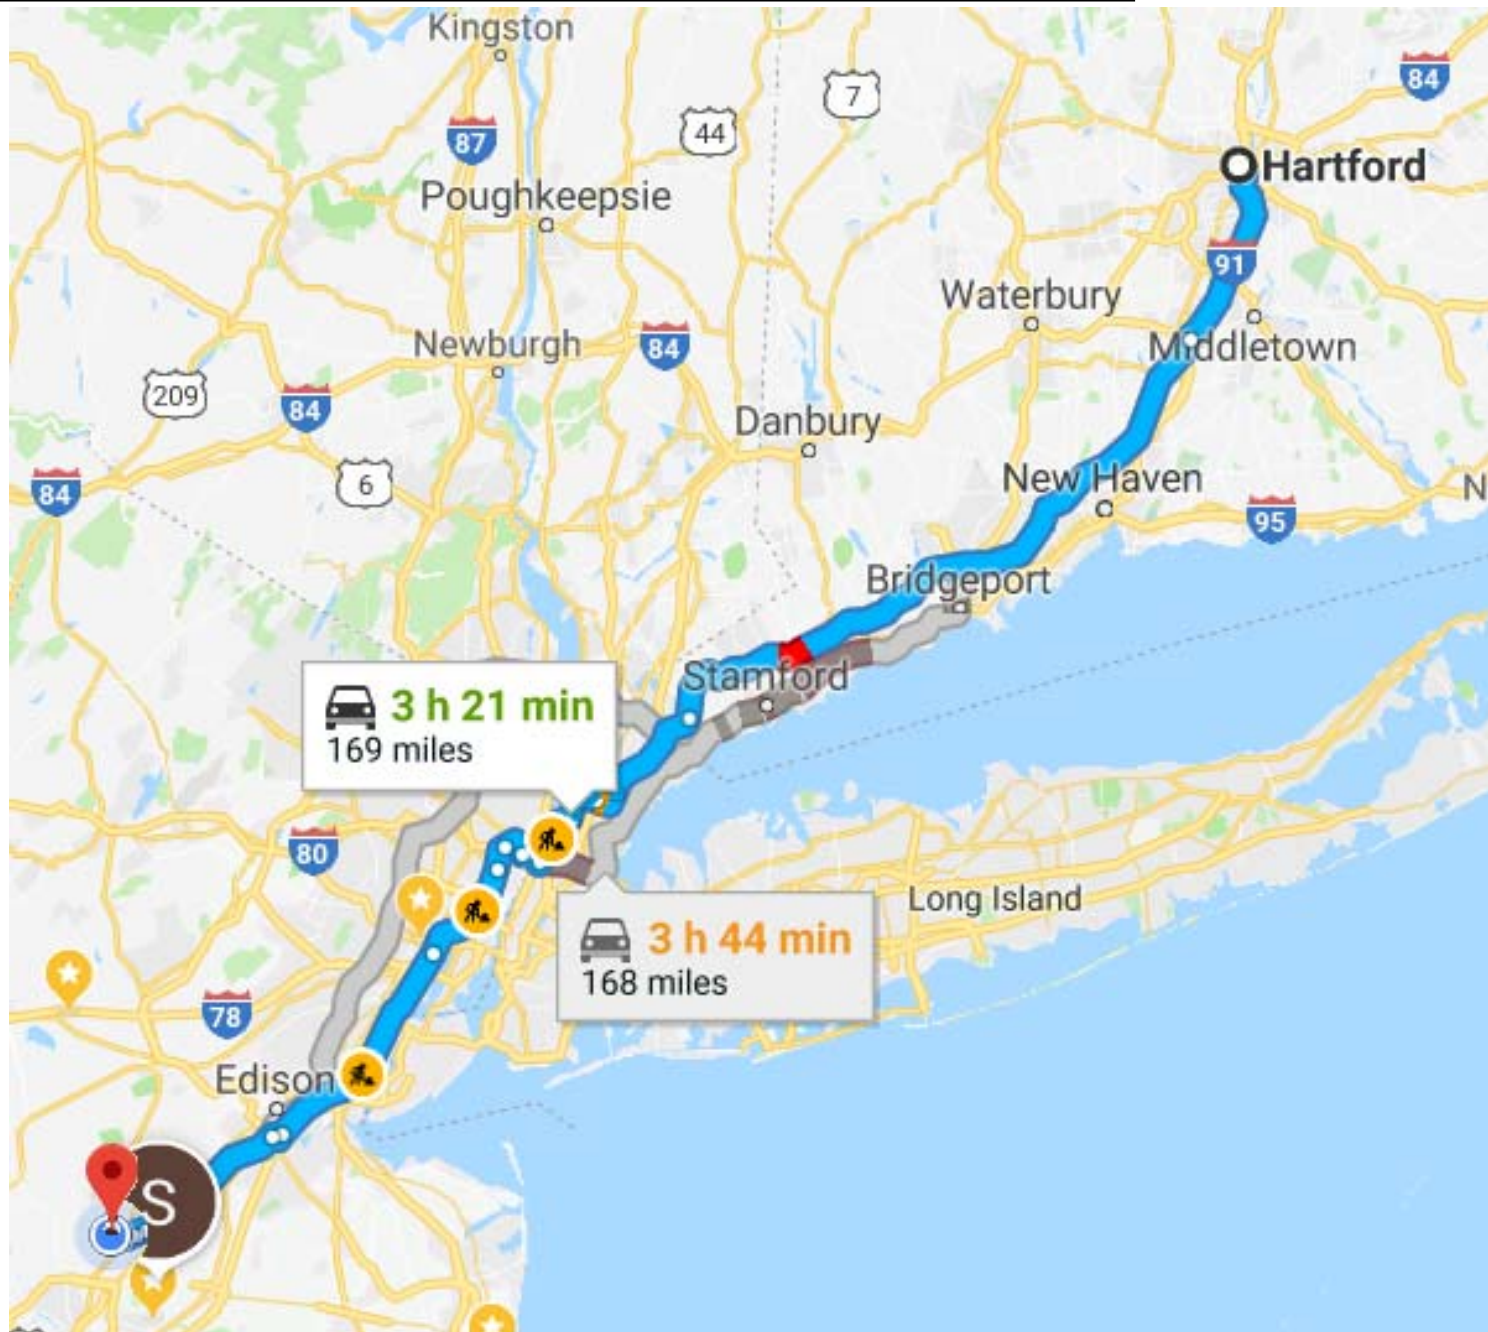 Kingston
84
7
87
44
Hartford
Poughkeepsie
91
Waterbury
Newburgh
84
Middletown
209
84
Danbury
6
New Haven
84
N
95
Bridgeport
Stamford
3 h 21 min
169 miles
80
Long Island
3 h 44 min
168 miles
78
Edison
S